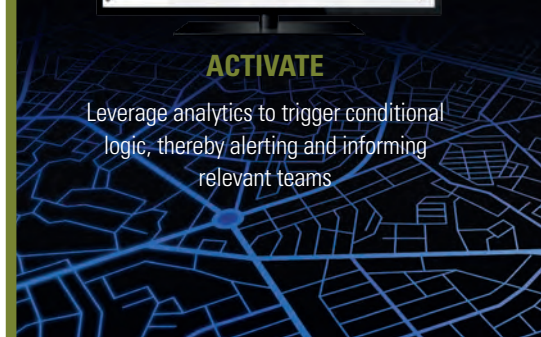 ACTIVATE
Leverage analytics to trigger conditional
logic, thereby alerting and informing
relevant teams